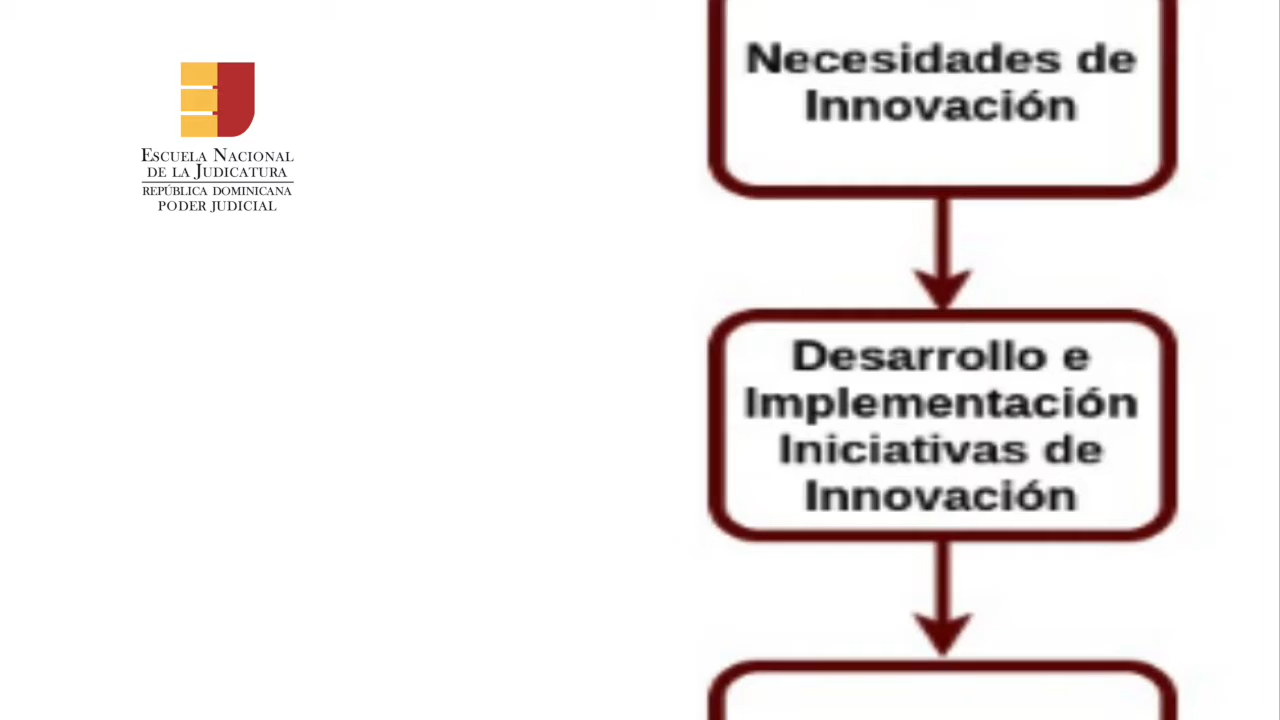 ESCUELA NACIONAL
DE LA JUDICATURA
REPÚBLICA DOMINICANA
PODER JUDICIAL
Necesidades de
Innovación
Desarrollo e
Implementación
Iniciativas de
Innovación